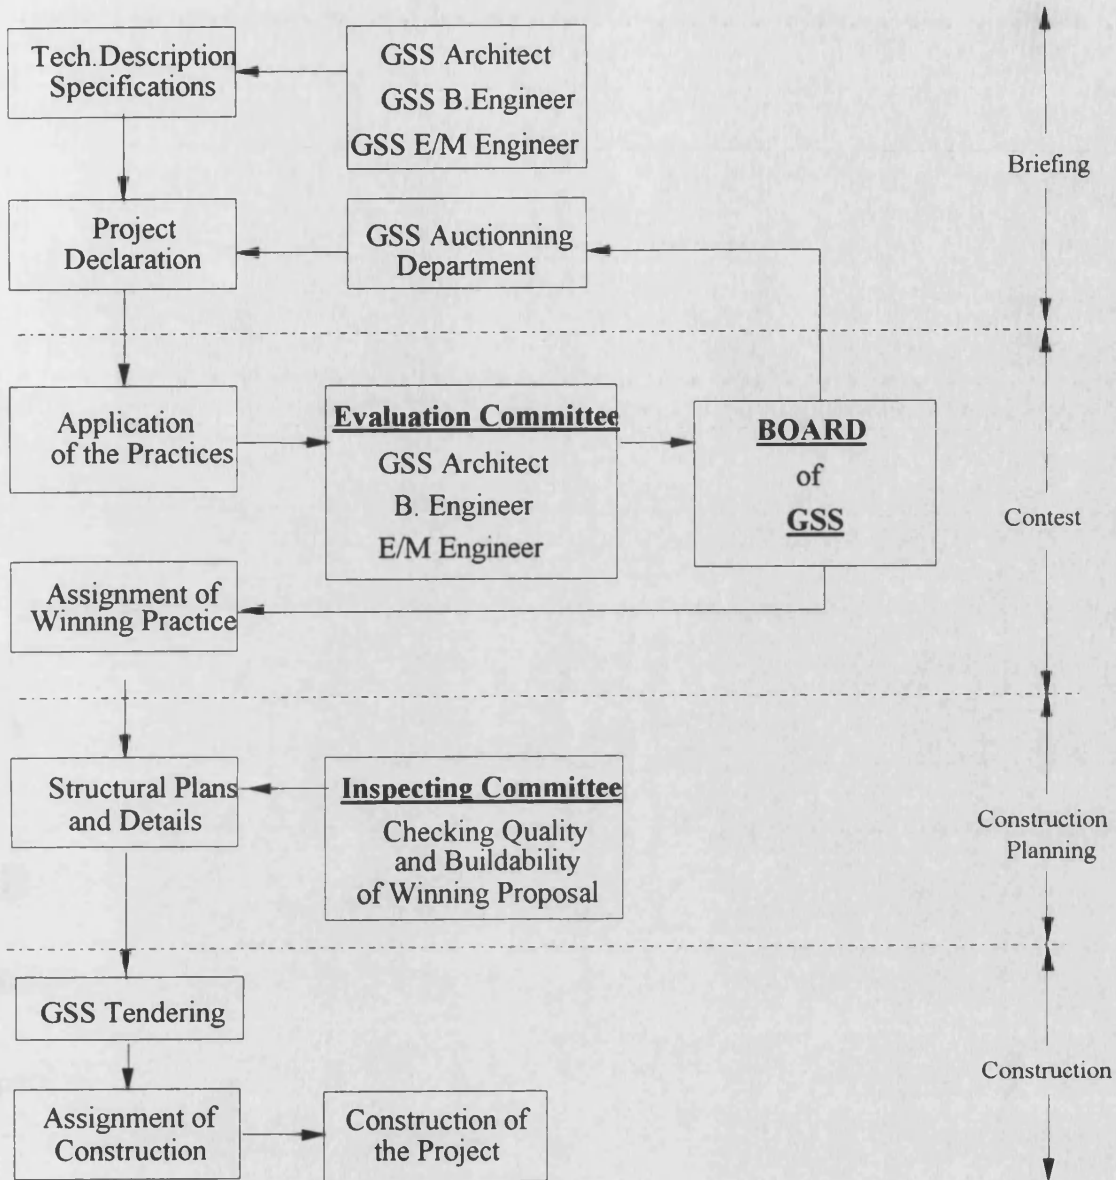 Tech.Description
Specifications
GSS Architect
GSS B.Engineer
GSS E/M Engineer
Briefing
Project
Declaration
GSS Auctionning
Department
Application
of the Practices
Evaluation Committee
GSS Architect
B. Engineer
E/M Engineer
BOARD
of
GSS
Contest
Assignment of
Winning Practice
Structural Plans
and Details
Inspecting Committee
Checking Quality
and Buildability
of Winning Proposal
Construction
Planning
GSS Tendering
Construction
Assignment of
Construction
Construction of
the Project